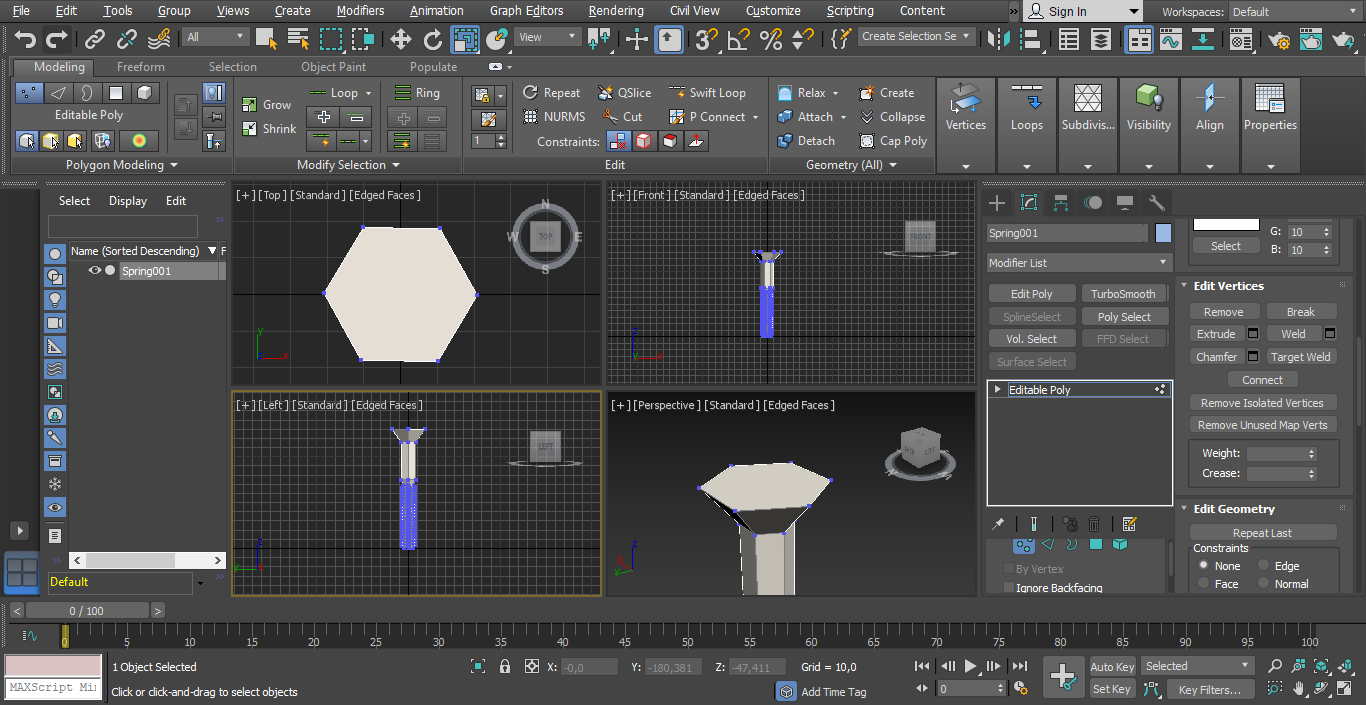 File Edit Tools Group Views Create Modifiers Animation Graph Editors Rendering Civil View Customize Scripting Content » Sign In Workspaces: Default
All View Create Selection Se
Modeling Freeform Selection Object Paint Populate
Grow Loop Ring Repeat QSlice Swift Loop Relax Create
Editable Poly NURMS Cut P Connect Attach Collapse Vertices Loops Subdivis... Visibility Align Properties
Shrink 1 Constraints: Detach Cap Poly
Polygon Modeling Modify Selection Edit Geometry (All)
Select Display Edit
Name (Sorted Descending) F
Spring001
Default
[+] [Top] [Standard] [Edged Faces]
N
W TOP E
S
y
x
[+] [Front] [Standard] [Edged Faces]
FRONT
z
x
[+] [Left] [Standard] [Edged Faces]
LEFT
z
y
[+] [Perspective] [Standard] [Edged Faces]
LEFT
z
y
Spring001
Modifier List
Edit Poly TurboSmooth
SplineSelect Poly Select
Vol. Select FFD Select
Surface Select
Editable Poly
By Vertex
Ignore Backfacing
G: 10
Select B: 10
Edit Vertices
Remove Break
Extrude Weld
Chamfer Target Weld
Connect
Remove Isolated Vertices
Remove Unused Map Verts
Weight:
Crease:
Edit Geometry
Repeat Last
Constraints
None Edge
Face Normal
< 0 / 100 >
0 5 10 15 20 25 30 35 40 45 50 55 60 65 70 75 80 85 90 95 100
1 Object Selected X: -0,0 Y: -180,381 Z: -47,411 Grid = 10,0 Auto Key Selected
MAXScript Mi Click or click-and-drag to select objects Add Time Tag 0 Set Key Key Filters...